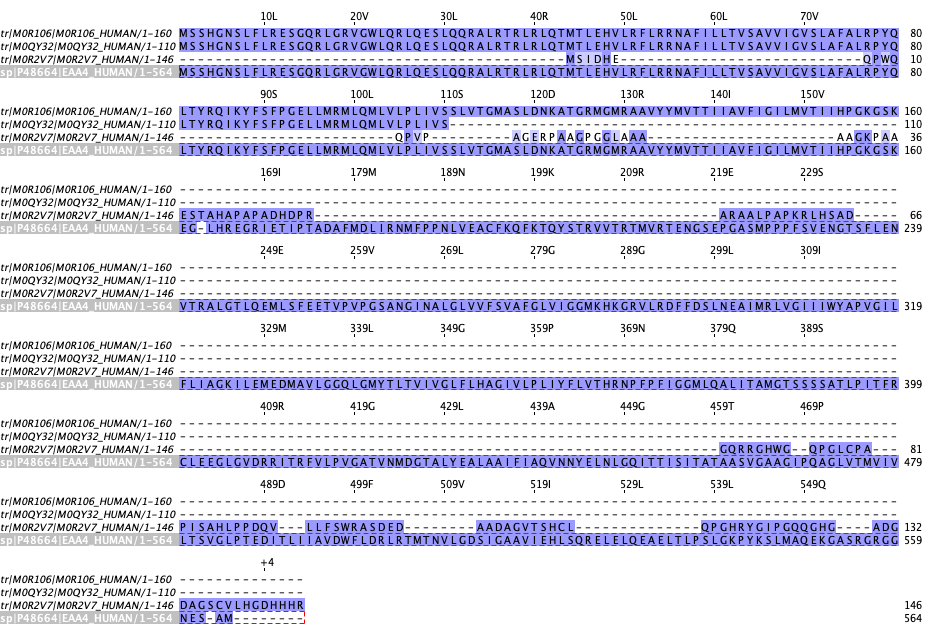 10L 20V 30L 40R 50L 60L 70V
tr|M0R106|M0R106_HUMAN/1-160 MSSHGNSLFLRESGQRLGRVGWLQRLQESLQQRALRTRLRLQTMTLEHVLRFLRRNAFILLTVSAVVIGVSLAFALRPYQ 80
tr|M0QY32|M0QY32_HUMAN/1-110 MSSHGNSLFLRESGQRLGRVGWLQRLQESLQQRALRTRLRLQTMTLEHVLRFLRRNAFILLTVSAVVIGVSLAFALRPYQ 80
tr|M0R2V7|M0R2V7_HUMAN/1-146 -------------------------------------------MSIDHE---------------------------QPWQ 10
sp|P48664|EAA4_HUMAN/1-564 MSSHGNSLFLRESGQRLGRVGWLQRLQESLQQRALRTRLRLQTMTLEHVLRFLRRNAFILLTVSAVVIGVSLAFALRPYQ 80
90S 100L 110S 120D 130R 140I 150V
tr|M0R106|M0R106_HUMAN/1-160 LTYRQIKYFSFPGELLMRMLQMLVLPLIVSSLVTGMASLDNKATGRMGMRAAVYYMVTTIIAVFIGILMVTIIHPGKGSK 160
tr|M0QY32|M0QY32_HUMAN/1-110 LTYRQIKYFSFPGELLMRMLQMLVLPLIVS-------------------------------------------------- 110
tr|M0R2V7|M0R2V7_HUMAN/1-146 ------------------------QPVP---------AGERPAAGPGGLAAA---------------------AAGKPAA 36
sp|P48664|EAA4_HUMAN/1-564 LTYRQIKYFSFPGELLMRMLQMLVLPLIVSSLVTGMASLDNKATGRMGMRAAVYYMVTTIIAVFIGILMVTIIHPGKGSK 160
169I 179M 189N 199K 209R 219E 229S
tr|M0R106|M0R106_HUMAN/1-160 --------------------------------------------------------------------------------
tr|M0QY32|M0QY32_HUMAN/1-110 --------------------------------------------------------------------------------
tr|M0R2V7|M0R2V7_HUMAN/1-146 ESTAHAPAPADHDPR---------------------------------------------ARAALPAPKRLHSAD----- 66
sp|P48664|EAA4_HUMAN/1-564 EG-LHREGRIETIPTADAFMDLIRNMFPPNLVEACFKQFKTQYSTRVVTRTMVRTENGSEPGASMPPPFSVENGTSFLEN 239
249E 259V 269G 279G 289R 299L 309I
tr|M0R106|M0R106_HUMAN/1-160 --------------------------------------------------------------------------------
tr|M0QY32|M0QY32_HUMAN/1-110 --------------------------------------------------------------------------------
tr|M0R2V7|M0R2V7_HUMAN/1-146 --------------------------------------------------------------------------------
sp|P48664|EAA4_HUMAN/1-564 VTRALGTLQEMLSFEETVPVPGSANGINALGLVVFSVAFGLVIGGMKHKGRVLRDFFDSLNEAIMRLVGIIIWYAPVGIL 319
329M 339L 349G 359P 369N 379Q 389S
tr|M0R106|M0R106_HUMAN/1-160 --------------------------------------------------------------------------------
tr|M0QY32|M0QY32_HUMAN/1-110 --------------------------------------------------------------------------------
tr|M0R2V7|M0R2V7_HUMAN/1-146 --------------------------------------------------------------------------------
sp|P48664|EAA4_HUMAN/1-564 FLIAGKILEMEDMAVLGGQLGMYTLTVIVGLFLHAGIVLPLIYFLVTHRNPFPFIGGMLQALITAMGTSSSSATLPITFR 399
409R 419G 429L 439A 449G 459T 469P
tr|M0R106|M0R106_HUMAN/1-160 --------------------------------------------------------------------------------
tr|M0QY32|M0QY32_HUMAN/1-110 --------------------------------------------------------------------------------
tr|M0R2V7|M0R2V7_HUMAN/1-146 ------------------------------------------------------------GQRRGHWG--QPGLCPA--- 81
sp|P48664|EAA4_HUMAN/1-564 CLEEGLGVDRRITRFVLPVGATVNMDGTALYEALAAIFIAQVNNYELNLGQITTISITATAASVGAAGIPQAGLVTMVIV 479
489D 499F 509V 519I 529L 539L 549Q
tr|M0R106|M0R106_HUMAN/1-160 --------------------------------------------------------------------------------
tr|M0QY32|M0QY32_HUMAN/1-110 --------------------------------------------------------------------------------
tr|M0R2V7|M0R2V7_HUMAN/1-146 PISAHLPPDQV---LLFSWRASDED--------AADAGVTSHCL--------------QPGHRYGIPGQQGHG----ADG 132
sp|P48664|EAA4_HUMAN/1-564 LTSVGLPTEDITLIIAVDWFLDRLRTMTNVLGDSIGAAVIEHLSQRELELQEAELTLPSLGKPYKSLMAQEKGASRGRGG 559
+4
tr|M0R106|M0R106_HUMAN/1-160 --------------
tr|M0QY32|M0QY32_HUMAN/1-110 --------------
tr|M0R2V7|M0R2V7_HUMAN/1-146 DAGSCVLHGDHHHR 146
sp|P48664|EAA4_HUMAN/1-564 NES-AM-------- 564